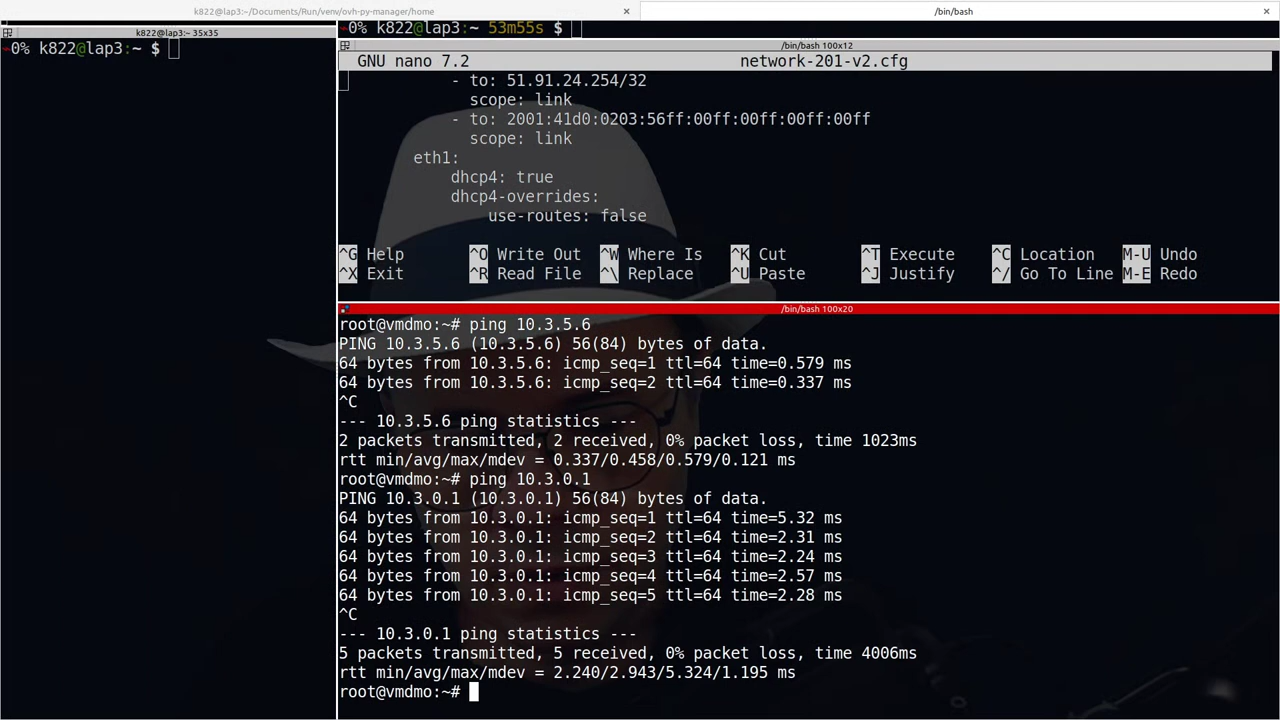 k822@lap3:~/Documents/Run/venv/ovh-py-manager/home
/bin/bash
k822@lap3:~ 35x35
0% k822@lap3:~ $
0% k822@lap3:~ 53m55s $
/bin/bash 100x12
GNU nano 7.2 network-201-v2.cfg
- to: 51.91.24.254/32
scope: link
- to: 2001:41d0:0203:56ff:00ff:00ff:00ff:00ff
scope: link
eth1:
dhcp4: true
dhcp4-overrides:
use-routes: false
^G Help ^O Write Out ^W Where Is ^K Cut ^T Execute ^C Location M-U Undo
^X Exit ^R Read File ^\ Replace ^U Paste ^J Justify ^/ Go To Line M-E Redo
/bin/bash 100x20
root@vmdmo:~# ping 10.3.5.6
PING 10.3.5.6 (10.3.5.6) 56(84) bytes of data.
64 bytes from 10.3.5.6: icmp_seq=1 ttl=64 time=0.579 ms
64 bytes from 10.3.5.6: icmp_seq=2 ttl=64 time=0.337 ms
^C
--- 10.3.5.6 ping statistics ---
2 packets transmitted, 2 received, 0% packet loss, time 1023ms
rtt min/avg/max/mdev = 0.337/0.458/0.579/0.121 ms
root@vmdmo:~# ping 10.3.0.1
PING 10.3.0.1 (10.3.0.1) 56(84) bytes of data.
64 bytes from 10.3.0.1: icmp_seq=1 ttl=64 time=5.32 ms
64 bytes from 10.3.0.1: icmp_seq=2 ttl=64 time=2.31 ms
64 bytes from 10.3.0.1: icmp_seq=3 ttl=64 time=2.24 ms
64 bytes from 10.3.0.1: icmp_seq=4 ttl=64 time=2.57 ms
64 bytes from 10.3.0.1: icmp_seq=5 ttl=64 time=2.28 ms
^C
--- 10.3.0.1 ping statistics ---
5 packets transmitted, 5 received, 0% packet loss, time 4006ms
rtt min/avg/max/mdev = 2.240/2.943/5.324/1.195 ms
root@vmdmo:~#